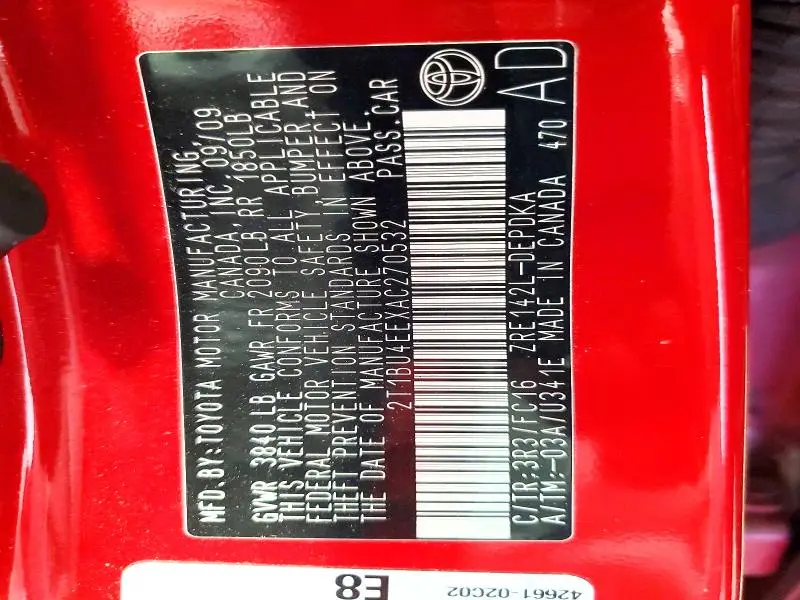 MFD.BY:TOYOTA MOTOR MANUFACTURING,
CANADA, INC 09/09
GVWR 3840 LB GAWR FR 2090LB RR 1850LB
THIS VEHICLE CONFORMS TO ALL APPLICABLE
FEDERAL MOTOR VEHICLE SAFETY, BUMPER, AND
THEFT PREVENTION STANDARDS IN EFFECT ON
THE DATE OF MANUFACTURE SHOWN ABOVE.
2T1BU4EEXAC270532 PASS.CAR
C/TR:3R3/FC16 ZRE142L-DEPDKA
A/TM:-03A/U341E MADE IN CANADA 470 AD
42661-02C02
E8